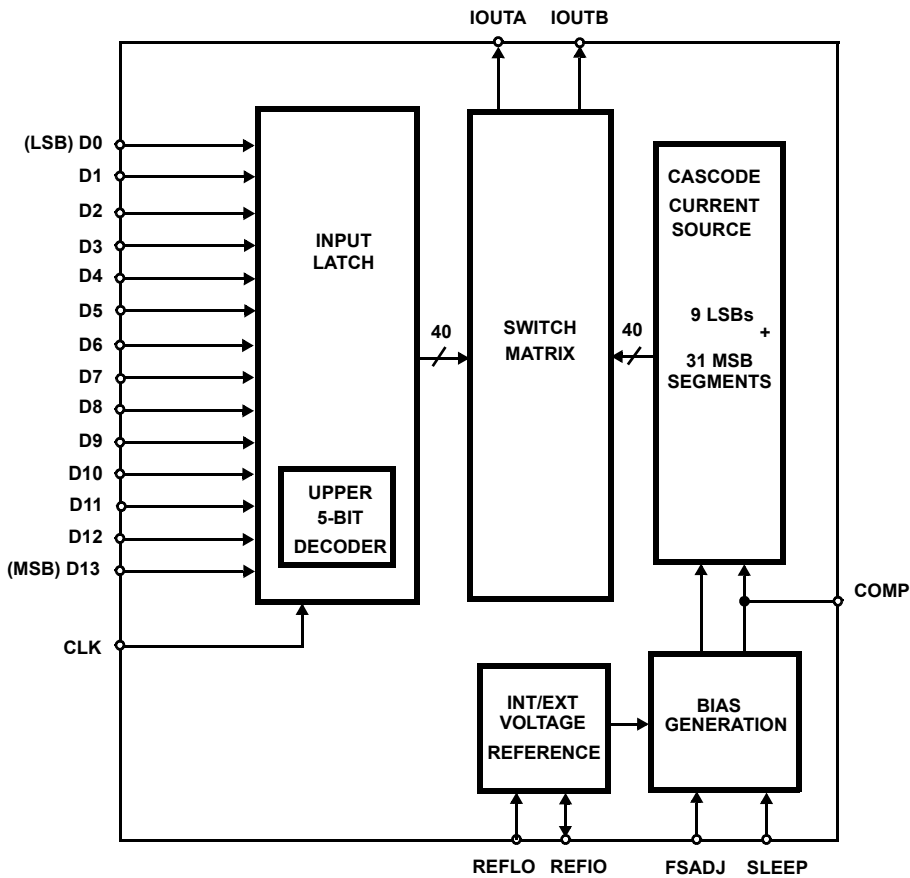 IOUTA IOUTB
(LSB) D0
D1
D2
D3
D4
D5
D6
D7
D8
D9
D10
D11
D12
(MSB) D13
CLK
INPUT
LATCH
UPPER
5-BIT
DECODER
40
SWITCH
MATRIX
40
CASCODE
CURRENT
SOURCE
9 LSBs
+
31 MSB
SEGMENTS
COMP
INT/EXT
VOLTAGE
REFERENCE
BIAS
GENERATION
REFLO REFIO FSADJ SLEEP